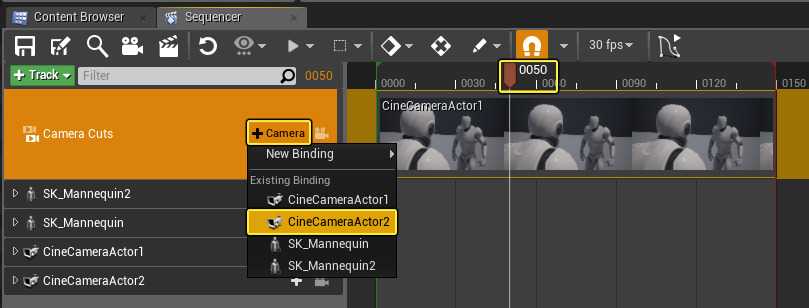 Content Browser Sequencer
30 fps
+ Track Filter 0050
0050
0000 0030 0060 0090 0120 0150
CineCameraActor1
Camera Cuts + Camera
New Binding
Existing Binding
CineCameraActor1
CineCameraActor2
SK_Mannequin
SK_Mannequin2
SK_Mannequin2
SK_Mannequin
CineCameraActor1
CineCameraActor2